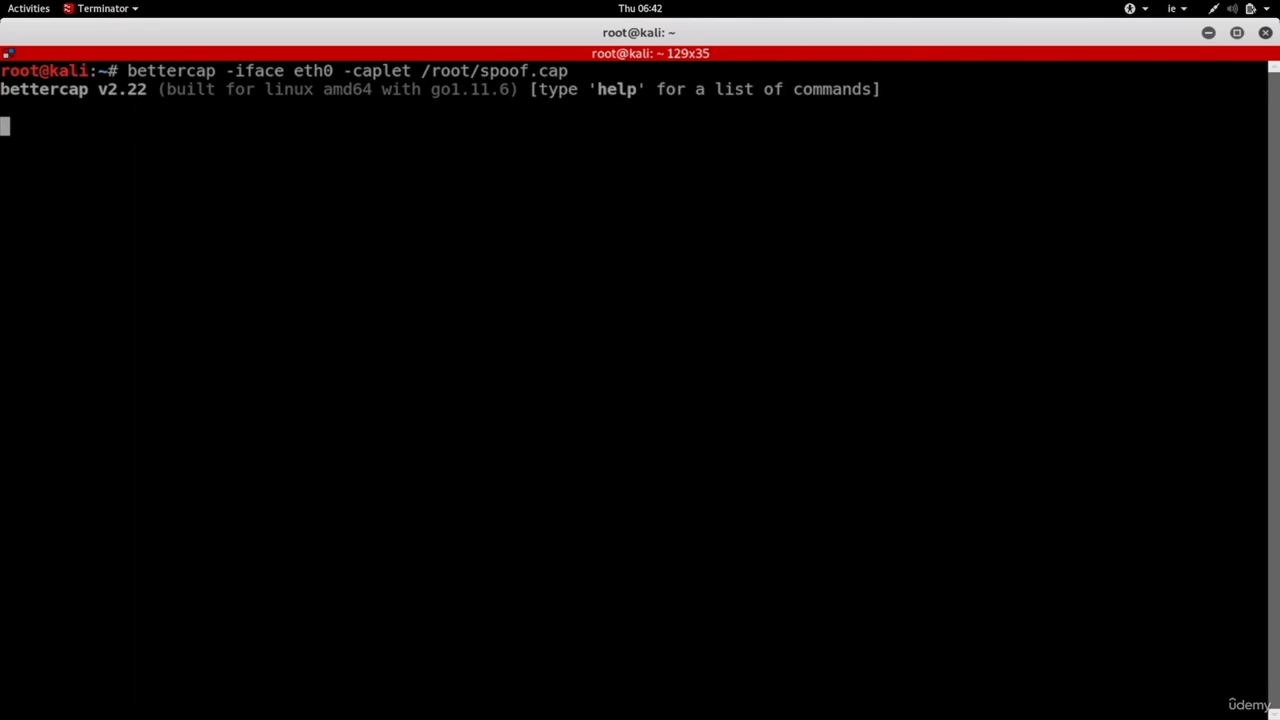 Activities Terminator Thu 06:42 ie
root@kali: ~
root@kali: ~ 129x35
root@kali:~# bettercap -iface eth0 -caplet /root/spoof.cap
bettercap v2.22 (built for linux amd64 with go1.11.6) [type 'help' for a list of commands]
ûdemy